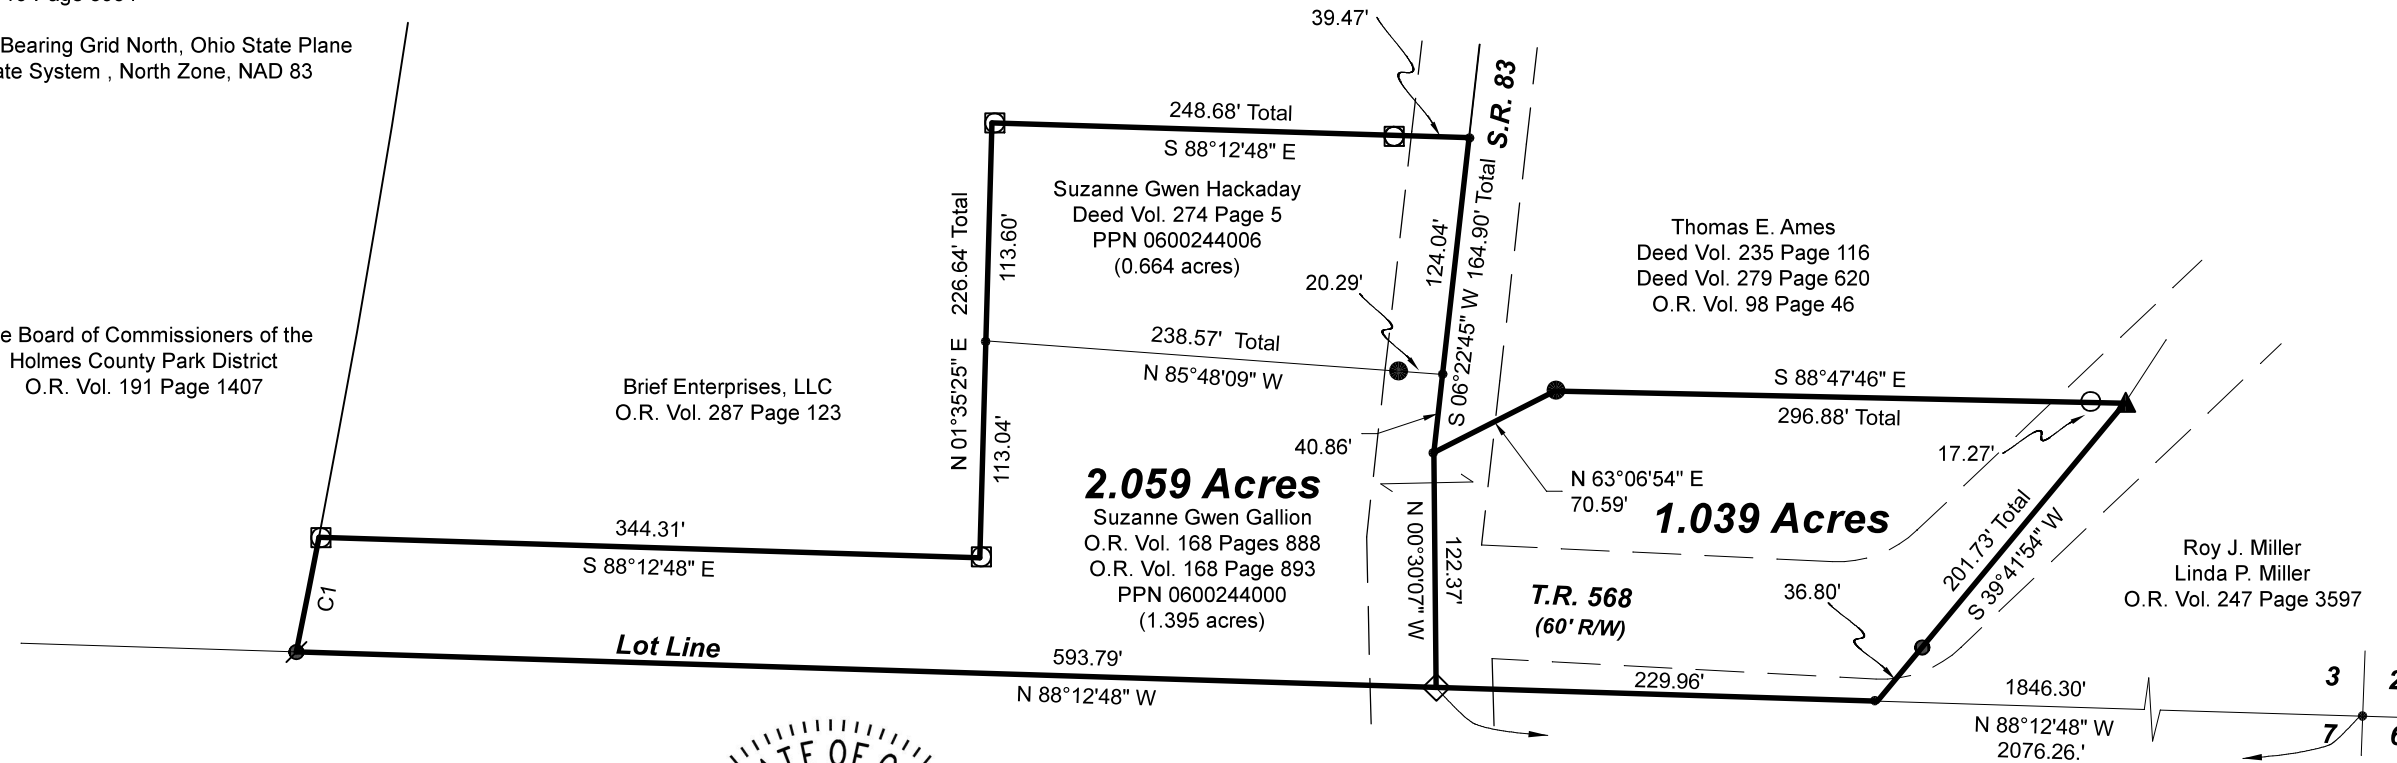 Bearing Grid North, Ohio State Plane
System , North Zone, NAD 83
39.47'
S.R. 83
248.68' Total
S 88°12'48" E
Suzanne Gwen Hackaday
Deed Vol. 274 Page 5
PPN 0600244006
(0.664 acres)
N 01°35'25" E 226.64' Total
113.60'
113.04'
124.04'
S 06°22'45" W 164.90' Total
20.29'
238.57' Total
N 85°48'09" W
Thomas E. Ames
Deed Vol. 235 Page 116
Deed Vol. 279 Page 620
O.R. Vol. 98 Page 46
Board of Commissioners of the
Holmes County Park District
O.R. Vol. 191 Page 1407
Brief Enterprises, LLC
O.R. Vol. 287 Page 123
S 88°47'46" E
296.88' Total
17.27'
40.86'
N 63°06'54" E
70.59'
2.059 Acres
Suzanne Gwen Gallion
O.R. Vol. 168 Pages 888
O.R. Vol. 168 Page 893
PPN 0600244000
(1.395 acres)
1.039 Acres
344.31'
S 88°12'48" E
C1
N 00°30'07" W
122.37'
T.R. 568
(60' R/W)
36.80'
201.73' Total
S 39°41'54" W
Roy J. Miller
Linda P. Miller
O.R. Vol. 247 Page 3597
Lot Line
593.79'
N 88°12'48" W
229.96'
1846.30'
N 88°12'48" W
2076.26.'
3
2
7
6
OF